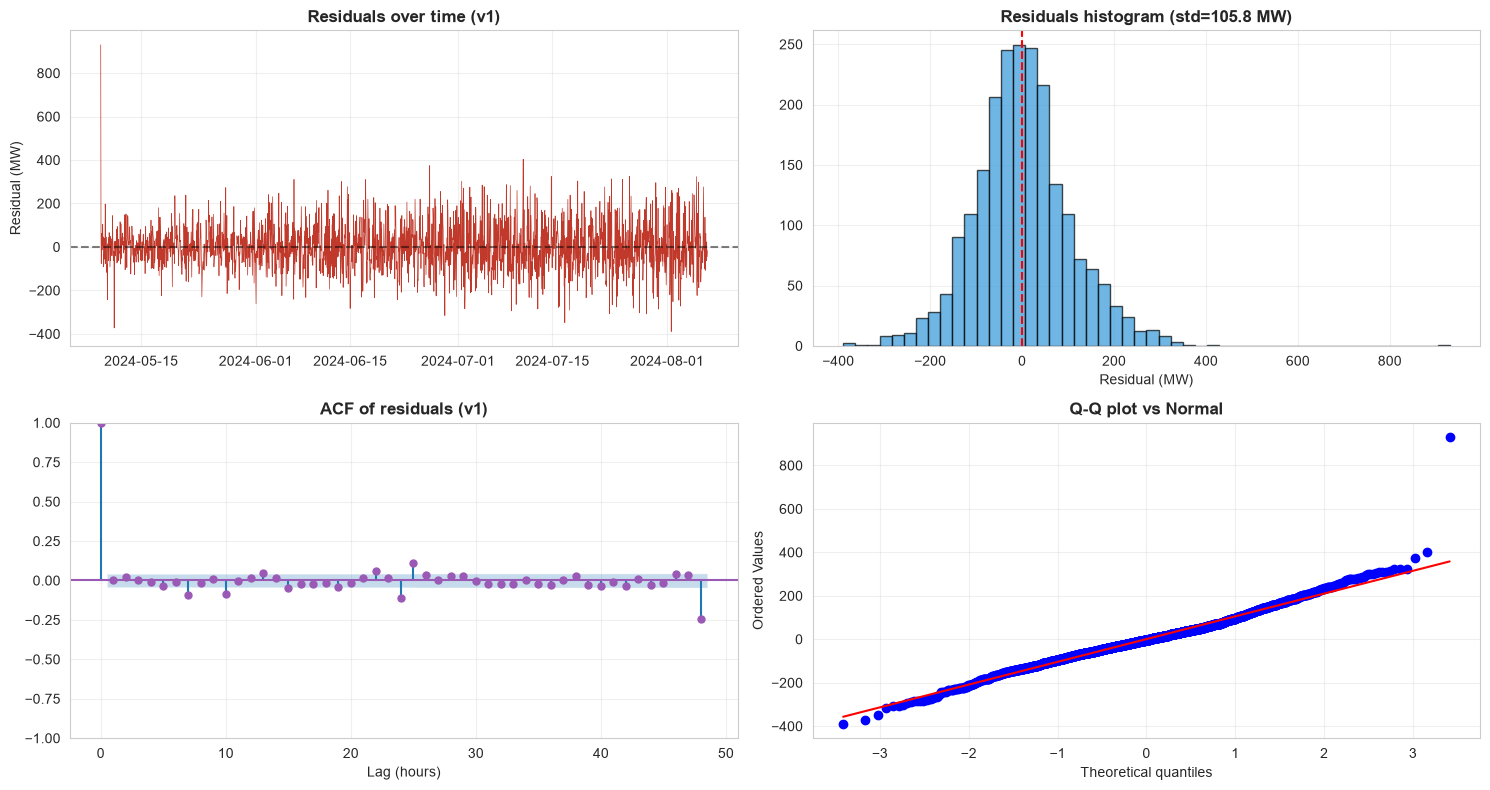 Residuals over time (v1)
Residual (MW)
800
600
400
200
0
−200
−400
2024-05-15 2024-06-01 2024-06-15 2024-07-01 2024-07-15 2024-08-01
Residuals histogram (std=105.8 MW)
250
200
150
100
50
0
−400 −200 0 200 400 600 800
Residual (MW)
ACF of residuals (v1)
1.00
0.75
0.50
0.25
0.00
−0.25
−0.50
−0.75
−1.00
0 10 20 30 40 50
Lag (hours)
Q-Q plot vs Normal
Ordered Values
800
600
400
200
0
−200
−400
−3 −2 −1 0 1 2 3
Theoretical quantiles